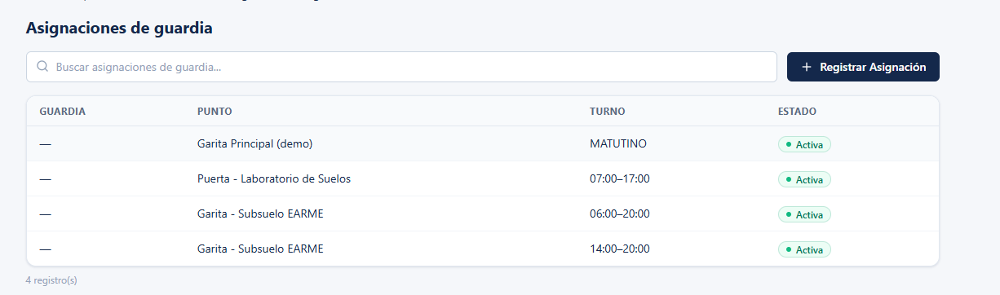 Asignaciones de guardia
Buscar asignaciones de guardia...
+ Registrar Asignación
GUARDIA PUNTO TURNO ESTADO
— Garita Principal (demo) MATUTINO Activa
— Puerta - Laboratorio de Suelos 07:00–17:00 Activa
— Garita - Subsuelo EARME 06:00–20:00 Activa
— Garita - Subsuelo EARME 14:00–20:00 Activa
4 registro(s)